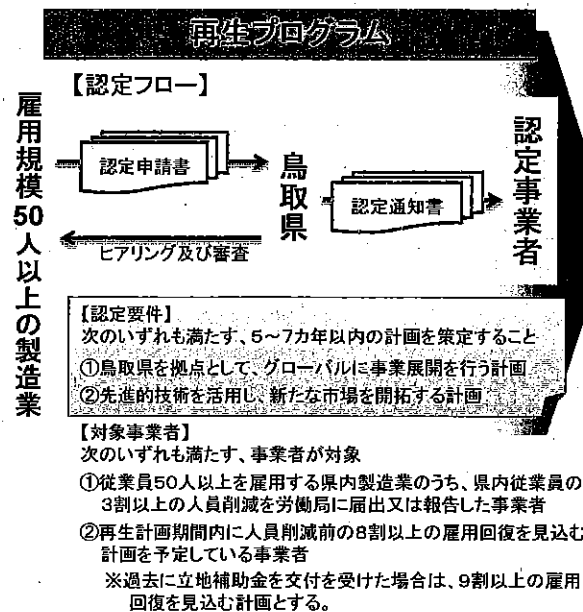 再生プログラム
【認定フロー】
雇用規模50人以上の製造業
認定申請書
鳥取県
認定通知書
認定事業者
ヒアリング及び審査
【認定要件】
次のいずれも満たす、5~7カ年以内の計画を策定すること
①鳥取県を拠点として、グローバルに事業展開を行う計画
②先進的技術を活用し、新たな市場を開拓する計画
【対象事業者】
次のいずれも満たす、事業者が対象
①従業員50人以上を雇用する県内製造業のうち、県内従業員の
3割以上の人員削減を労働局に届出又は報告した事業者
②再生計画期間内に人員削減前の8割以上の雇用回復を見込む
計画を予定している事業者
※過去に立地補助金を交付を受けた場合は、9割以上の雇用
回復を見込む計画とする。